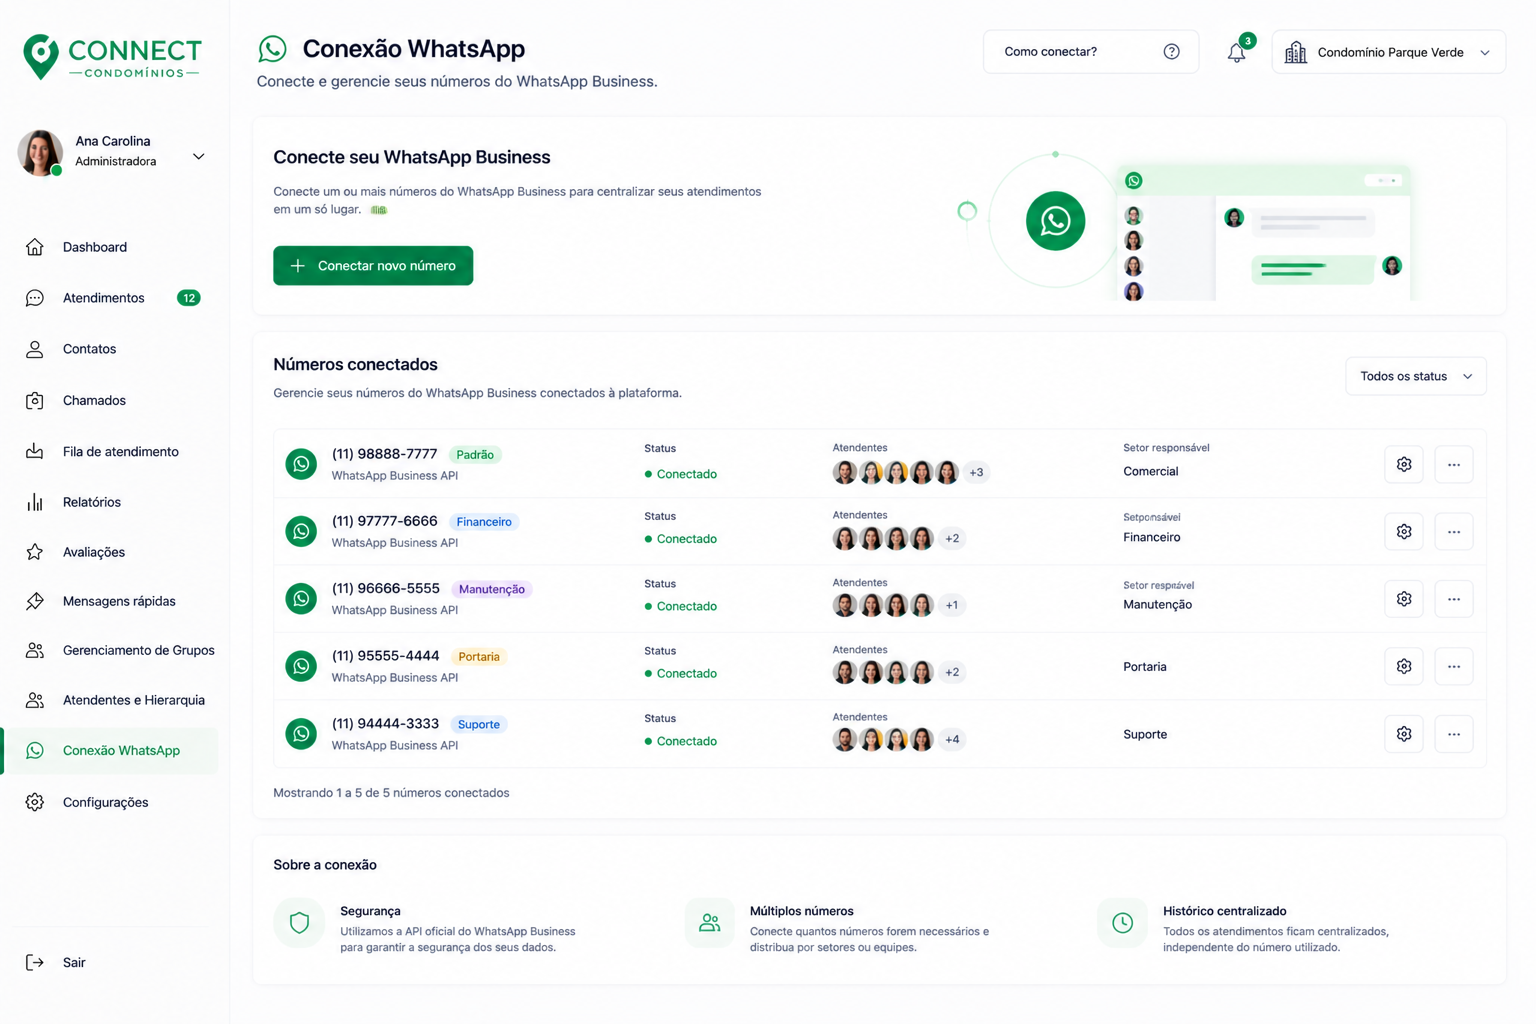 CONNECT
CONDOMÍNIOS
Ana Carolina
Administradora
Dashboard
Atendimentos 12
Contatos
Chamados
Fila de atendimento
Relatórios
Avaliações
Mensagens rápidas
Gerenciamento de Grupos
Atendentes e Hierarquia
Conexão WhatsApp
Configurações
Sair
Conexão WhatsApp
Conecte e gerencie seus números do WhatsApp Business.
Como conectar?
3
Condomínio Parque Verde
Conecte seu WhatsApp Business
Conecte um ou mais números do WhatsApp Business para centralizar seus atendimentos
em um só lugar.
Conectar novo número
Números conectados
Gerencie seus números do WhatsApp Business conectados à plataforma.
Todos os status
(11) 98888-7777 Padrão
WhatsApp Business API
Status
Conectado
Atendentes
+3
Setor responsável
Comercial
(11) 97777-6666 Financeiro
WhatsApp Business API
Status
Conectado
Atendentes
+2
Financeiro
(11) 96666-5555 Manutenção
WhatsApp Business API
Status
Conectado
Atendentes
+1
Setor
Manutenção
(11) 95555-4444 Portaria
WhatsApp Business API
Status
Conectado
Atendentes
+2
Portaria
(11) 94444-3333 Suporte
WhatsApp Business API
Status
Conectado
Atendentes
+4
Suporte
Mostrando 1 a 5 de 5 números conectados
Sobre a conexão
Segurança
Utilizamos a API oficial do WhatsApp Business
para garantir a segurança dos seus dados.
Múltiplos números
Conecte quantos números forem necessários e
distribua por setores ou equipes.
Histórico centralizado
Todos os atendimentos ficam centralizados,
independente do número utilizado.